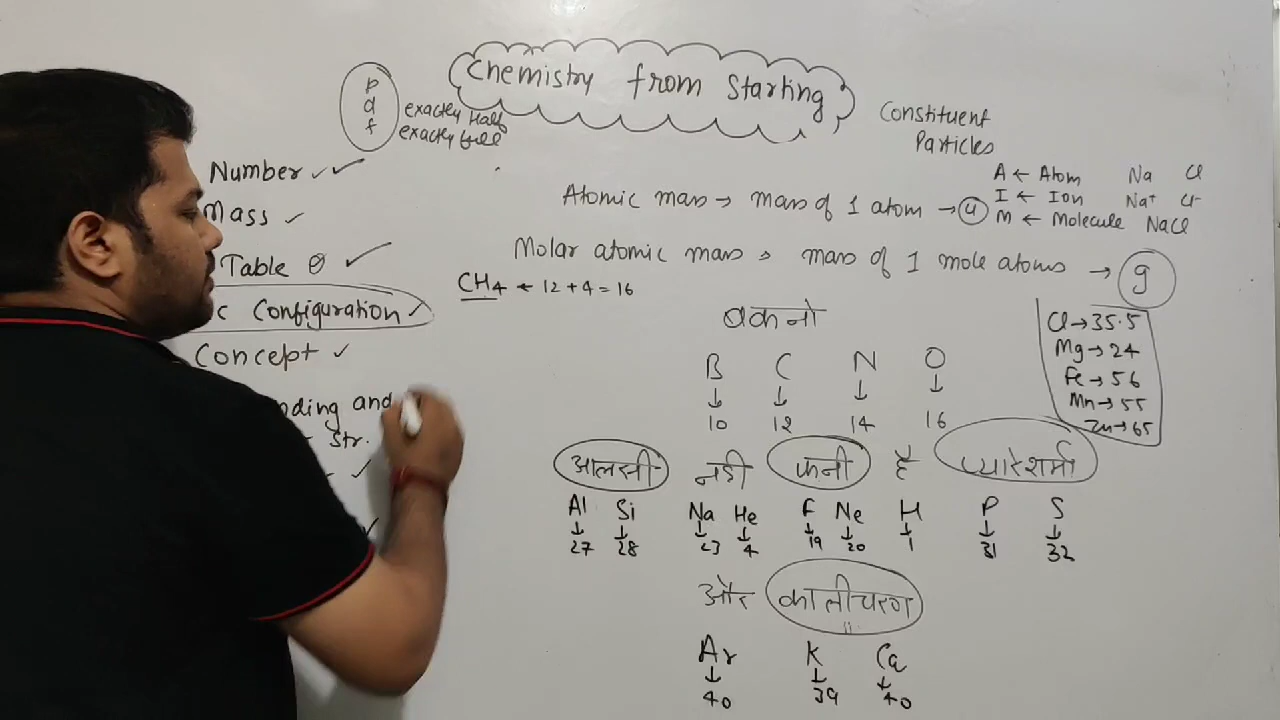 Chemistry from Starting
p
d
f
exactly Half
exactly full
Constituent
Particles
Number ✓✓
Mass ✓
Table ✓
c Configuration ✓
Concept ✓
nding and
Str.
A ← Atom Na Cl
I ← Ion Na⁺ Cl⁻
M ← Molecule NaCl
Atomic mass → mass of 1 atom → u
Molar atomic mass → mass of 1 mole atoms → g
CH₄ ← 12 + 4 = 16
Cl → 35.5
Mg → 24
Fe → 56
Mn → 55
Zn → 65
बकनो
B C N O
↓ ↓ ↓ ↓
10 12 14 16
आलसी नही फनी है प्यारेशर्मा
Al Si Na He F Ne H P S
↓ ↓ ↓ ↓ ↓ ↓ ↓ ↓ ↓
27 28 23 4 19 20 1 31 32
और कालीचरण
Ar K Ca
↓ ↓ ↓
40 39 40